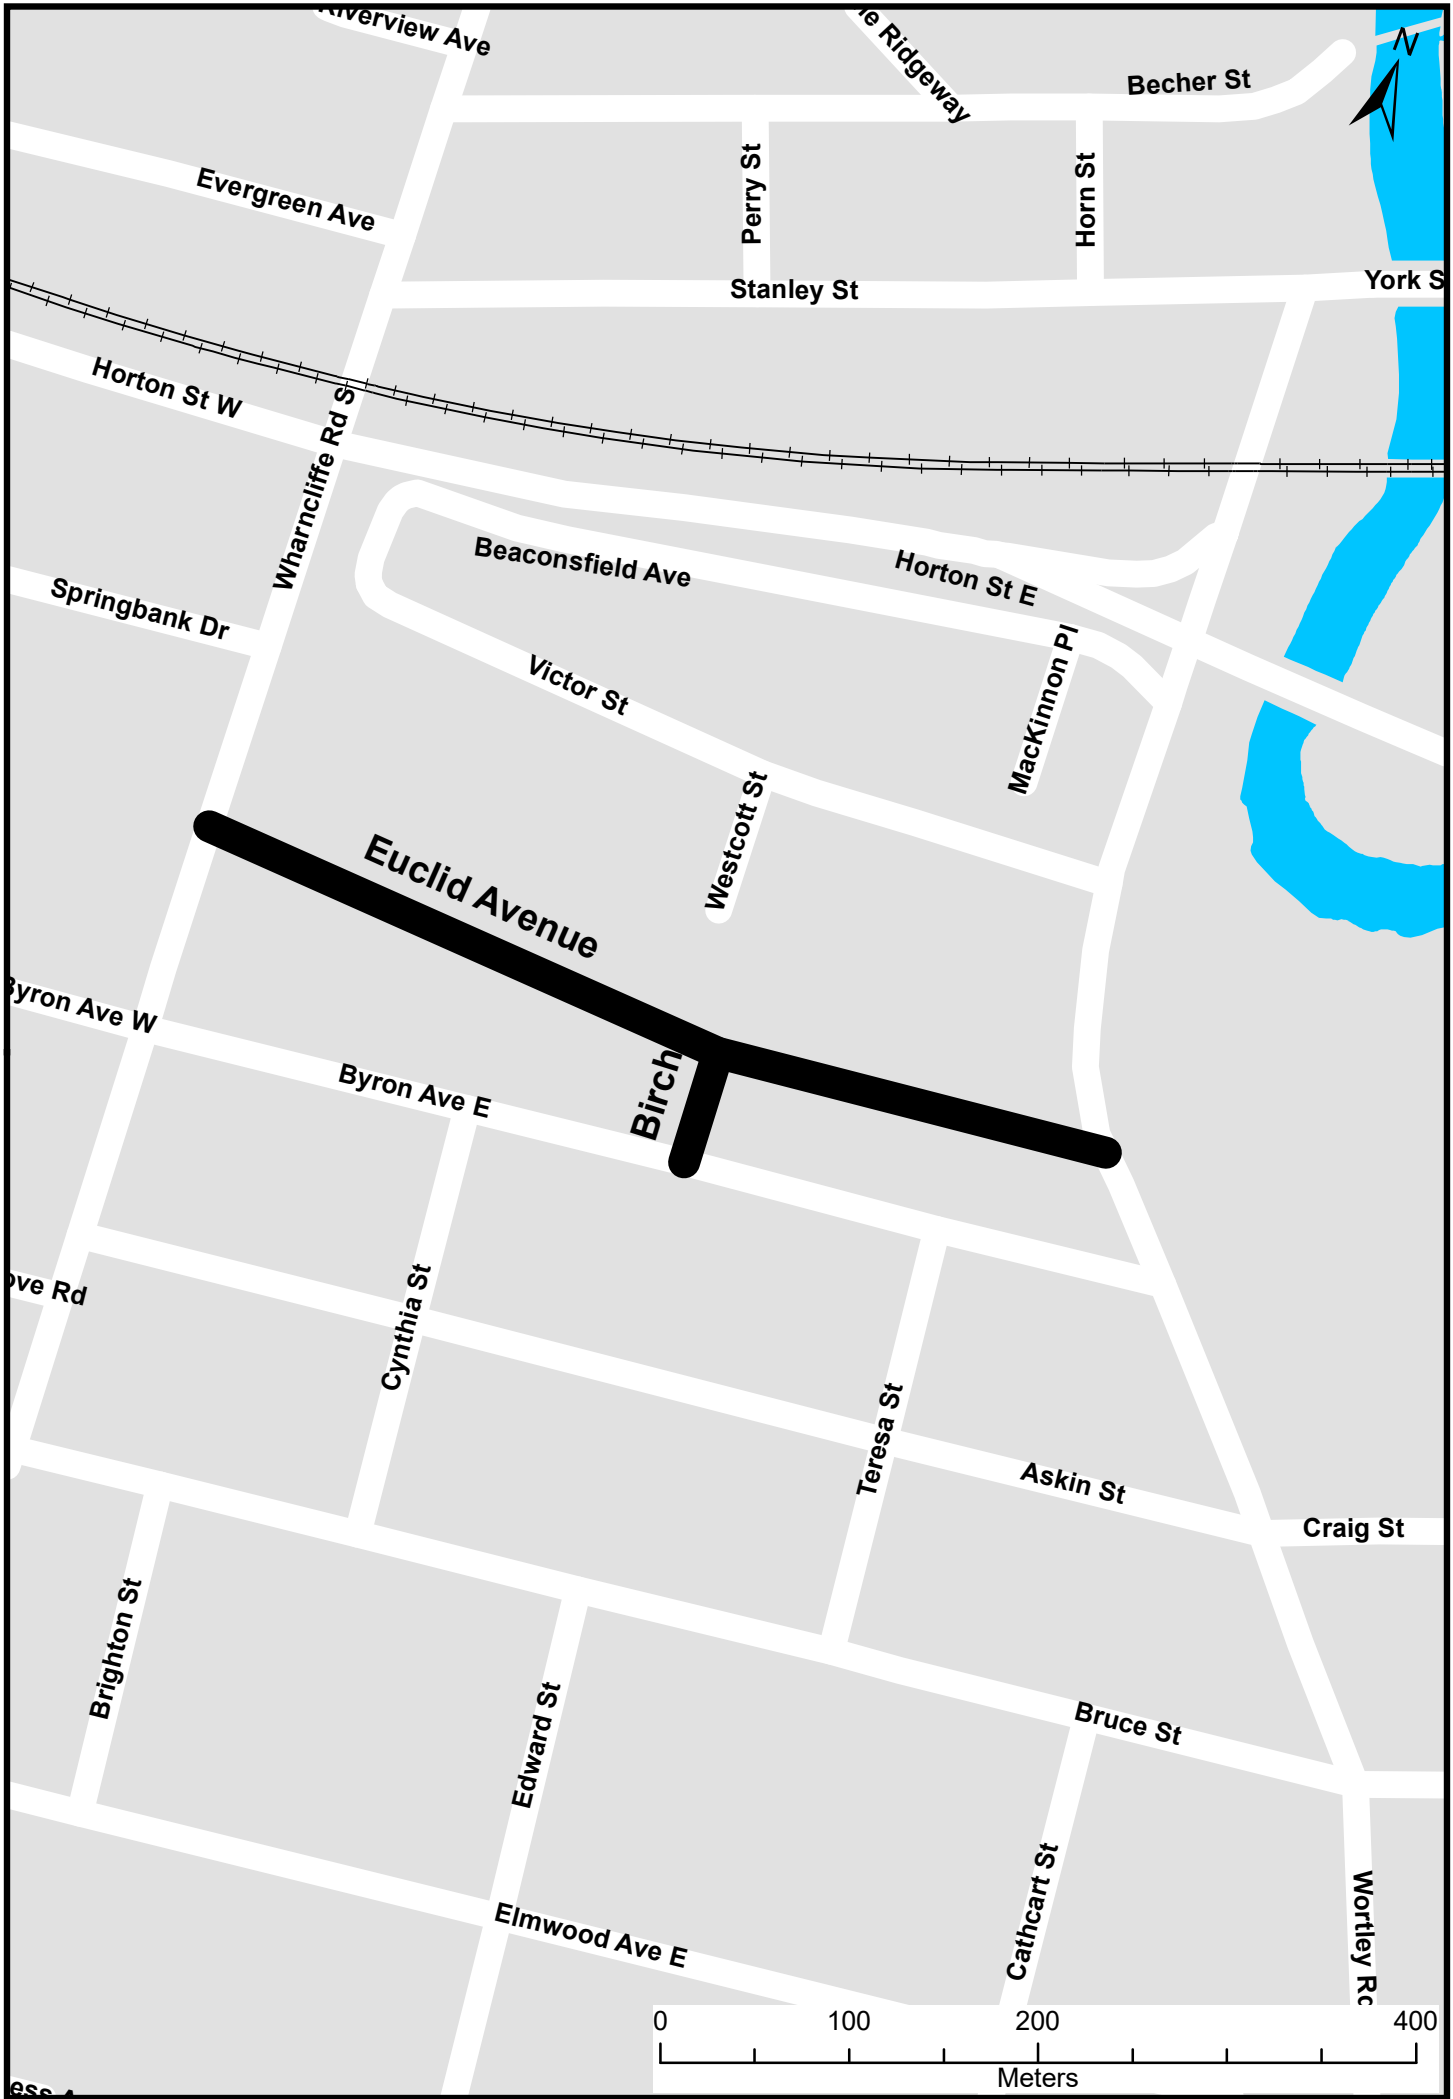 Riverview Ave
e Ridgeway
Becher St
N
Evergreen Ave
Perry St
Horn St
Stanley St
York S
Horton St W
Wharncliffe Rd S
Beaconsfield Ave
Horton St E
Springbank Dr
Victor St
MacKinnon Pl
Westcott St
Euclid Avenue
Byron Ave W
Byron Ave E
Birch
ove Rd
Cynthia St
Teresa St
Askin St
Craig St
Brighton St
Edward St
Bruce St
Cathcart St
Wortley Rd
Elmwood Ave E
0 100 200 400
Meters